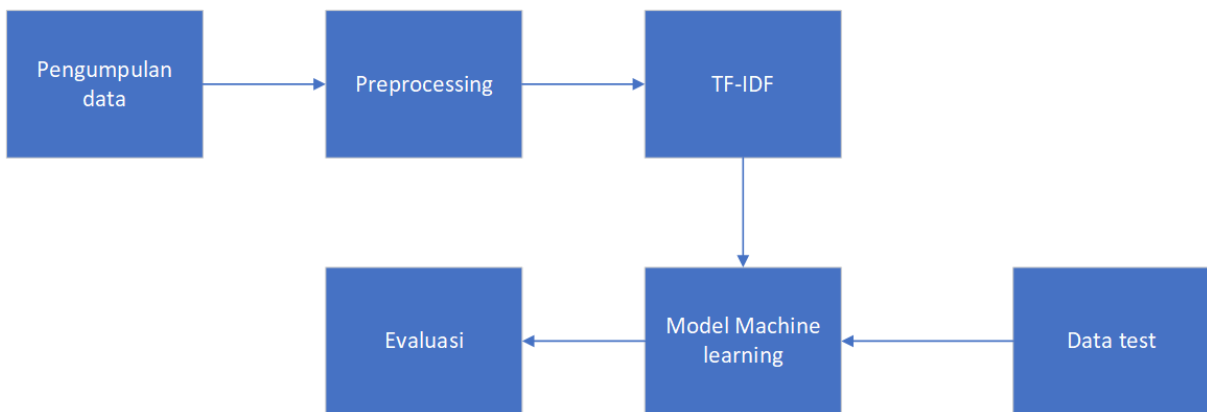 Pengumpulan
data
Preprocessing
TF-IDF
Evaluasi
Model Machine
learning
Data test